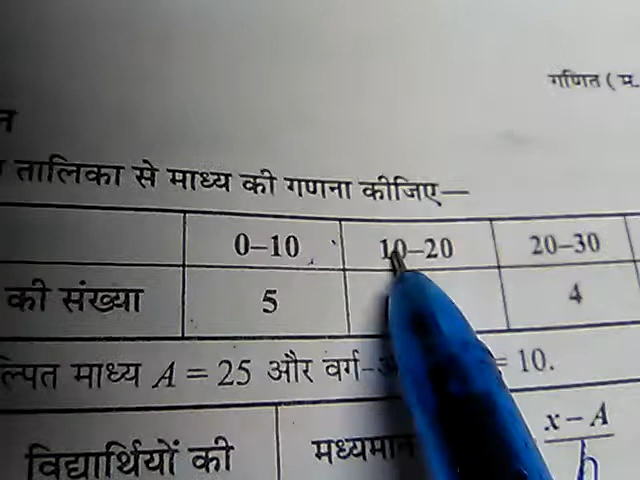 गणित ( प्र.
न
तालिका से माध्य की गणना कीजिए—
0–10 10–20 20–30
की संख्या 5 4
ल्पित माध्य A = 25 और वर्ग- = 10.
विद्यार्थियों की मध्यमान x – A
h